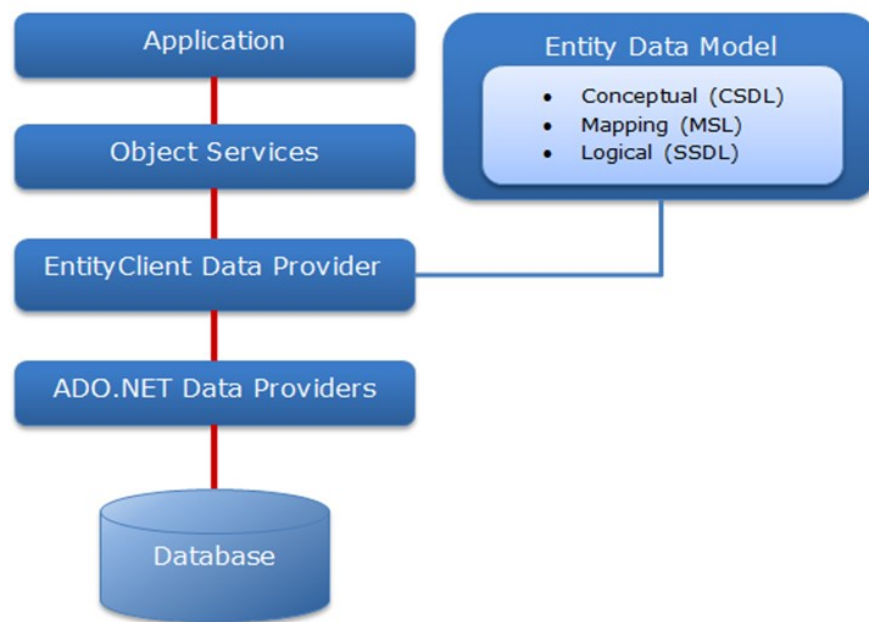 Application
Object Services
EntityClient Data Provider
ADO.NET Data Providers
Database
Entity Data Model
• Conceptual (CSDL)
• Mapping (MSL)
• Logical (SSDL)